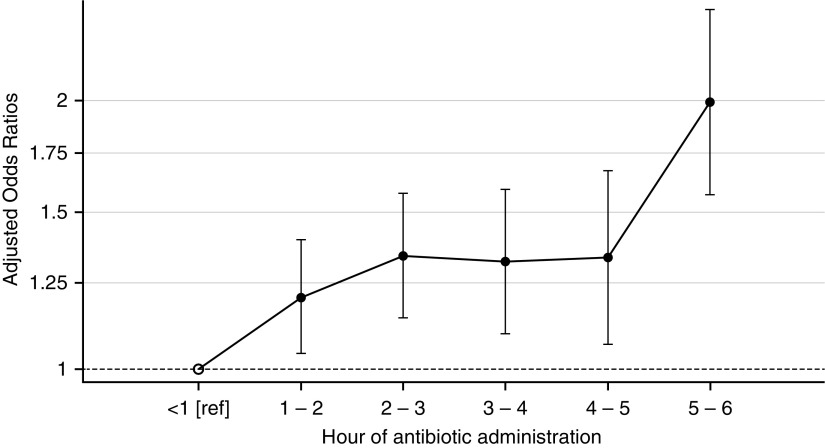 Adjusted Odds Ratios
2
1.75
1.5
1.25
1
<1 [ref] 1 – 2 2 – 3 3 – 4 4 – 5 5 – 6
Hour of antibiotic administration